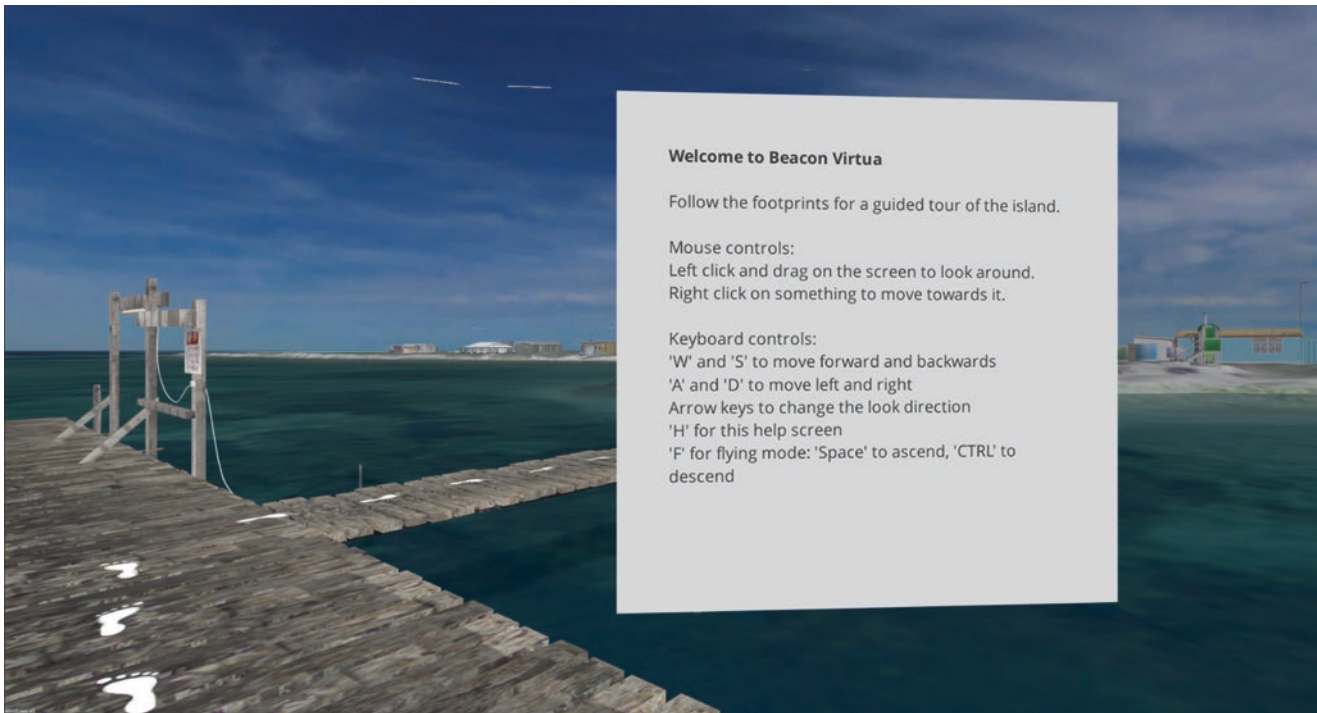 Welcome to Beacon Virtua
Follow the footprints for a guided tour of the island.
Mouse controls:
Left click and drag on the screen to look around.
Right click on something to move towards it.
Keyboard controls:
'W' and 'S' to move forward and backwards
'A' and 'D' to move left and right
Arrow keys to change the look direction
'H' for this help screen
'F' for flying mode: 'Space' to ascend, 'CTRL' to
descend